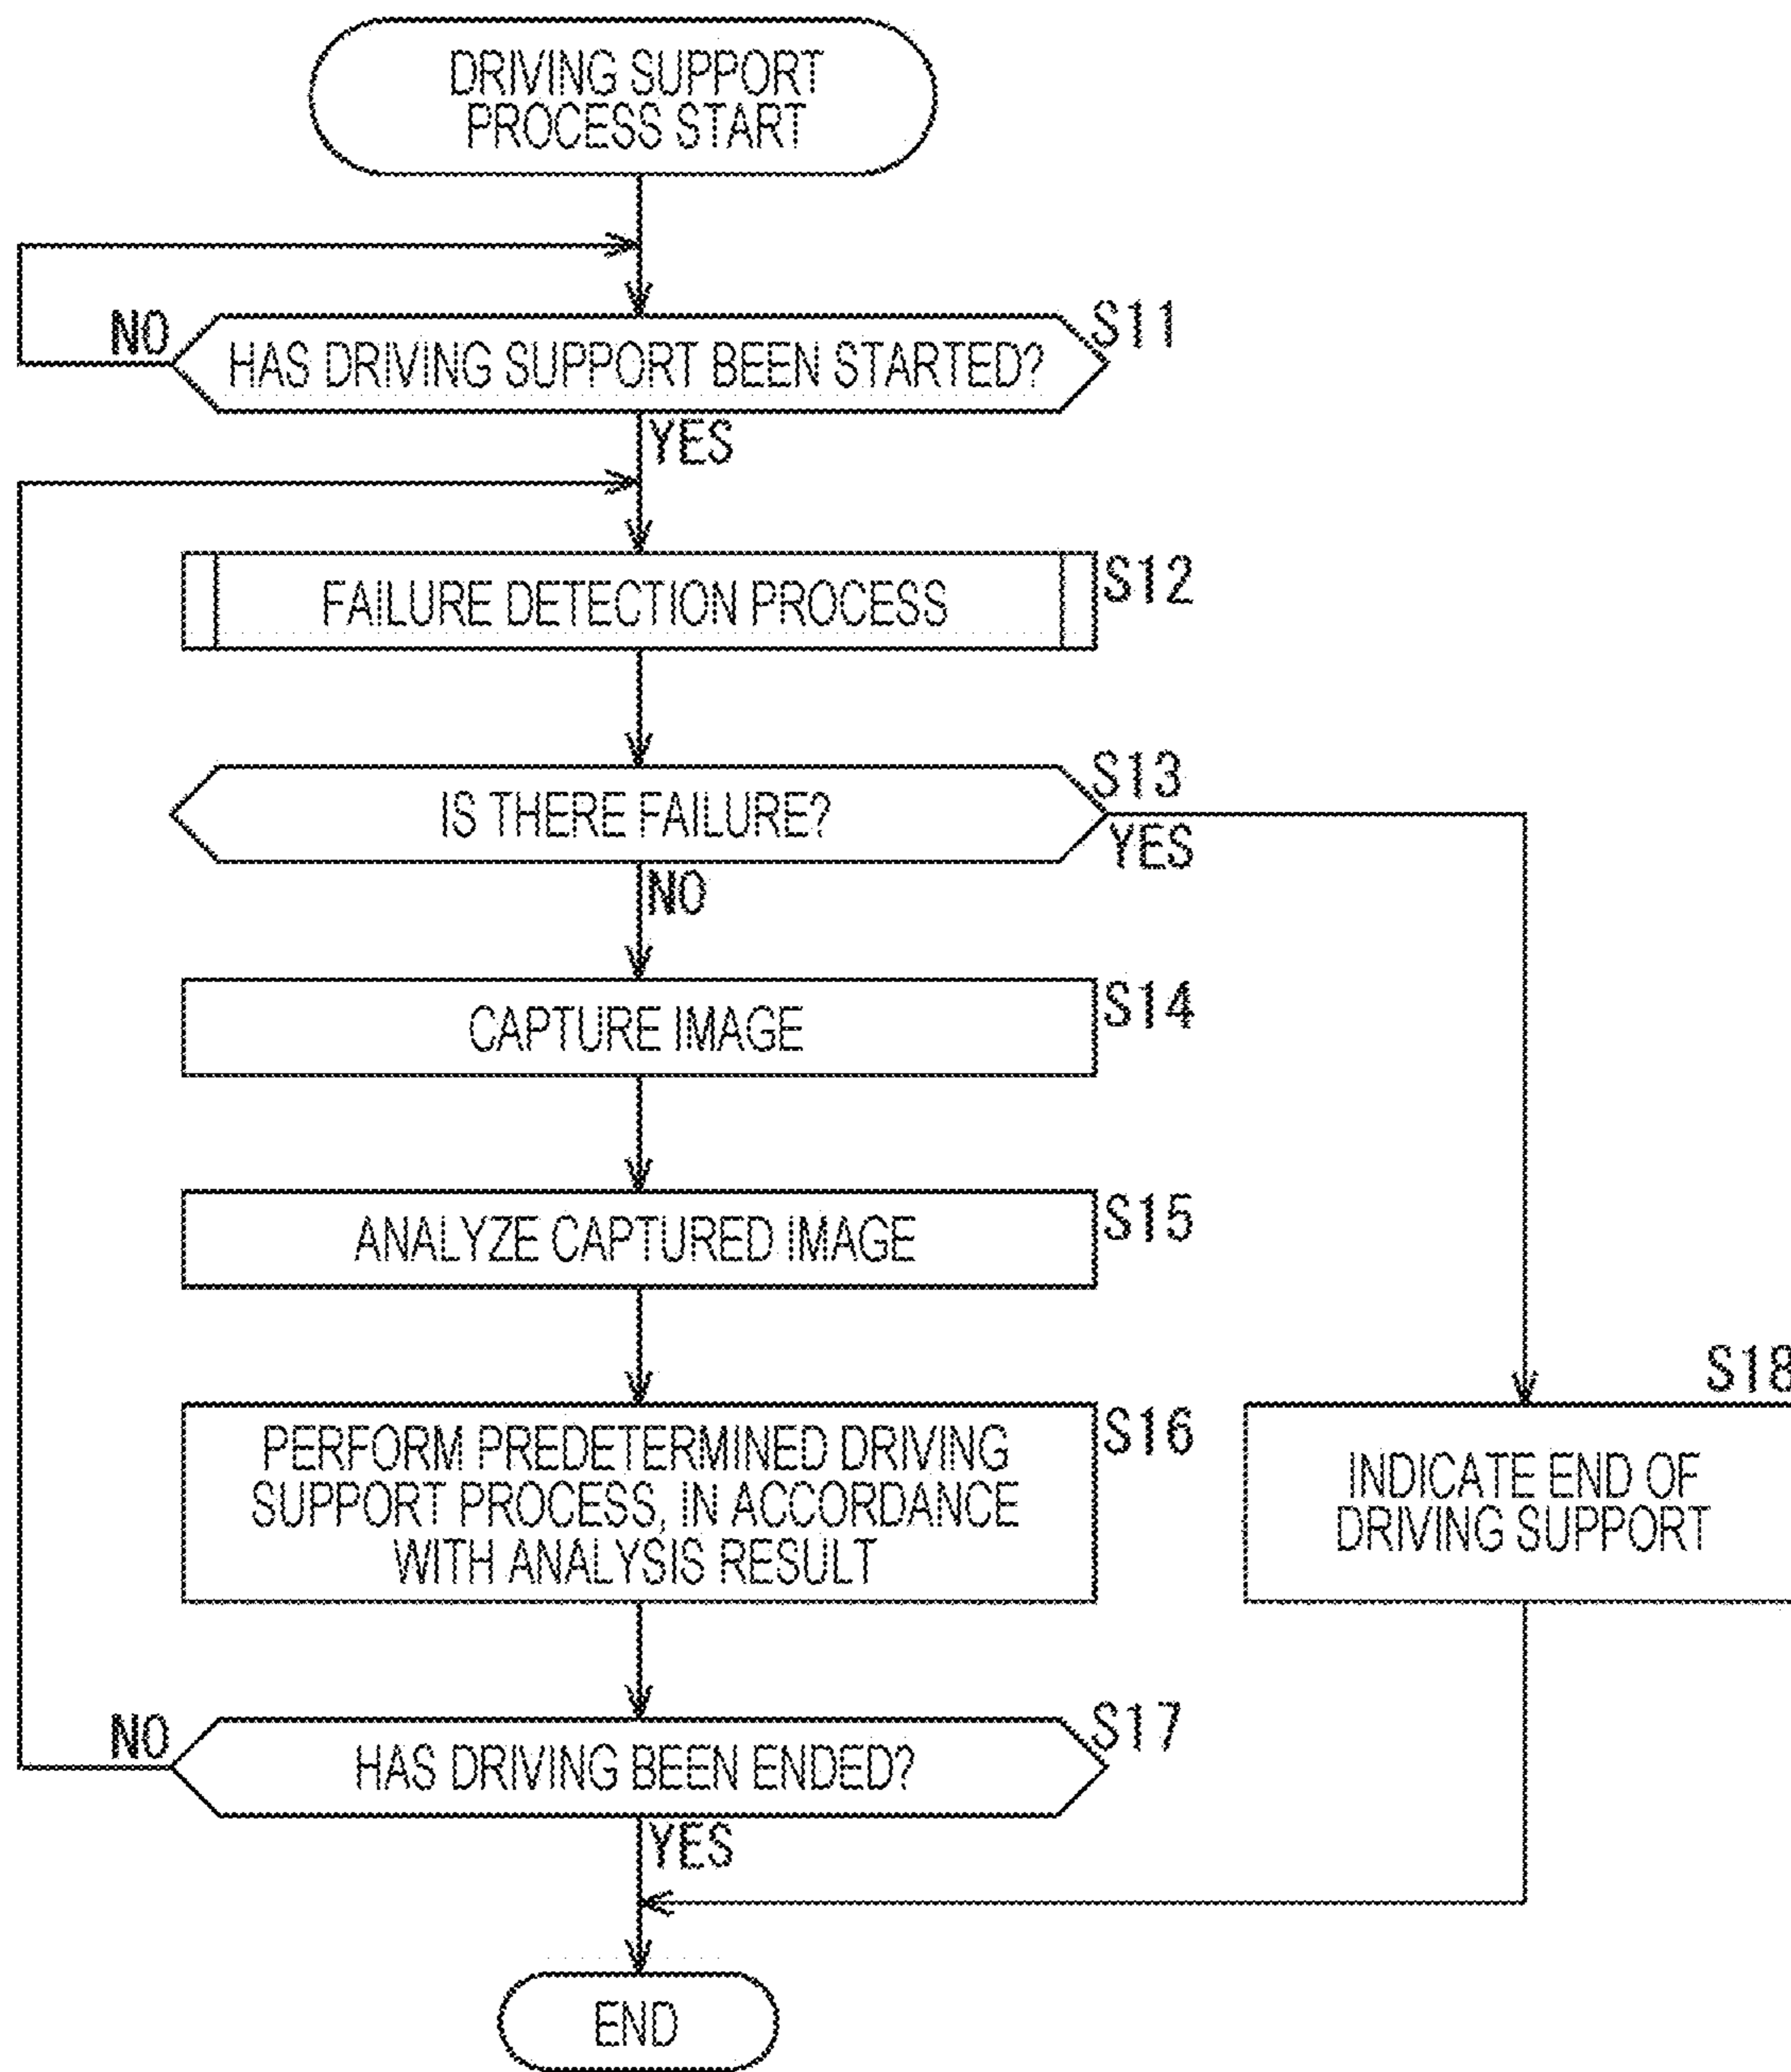 DRIVING SUPPORT
PROCESS START
NO
S11
HAS DRIVING SUPPORT BEEN STARTED?
YES
FAILURE DETECTION PROCESS
S12
S13
IS THERE FAILURE?
YES
NO
CAPTURE IMAGE
S14
ANALYZE CAPTURED IMAGE
S15
PERFORM PREDETERMINED DRIVING
SUPPORT PROCESS, IN ACCORDANCE
WITH ANALYSIS RESULT
S16
S18
INDICATE END OF
DRIVING SUPPORT
NO
S17
HAS DRIVING BEEN ENDED?
YES
END